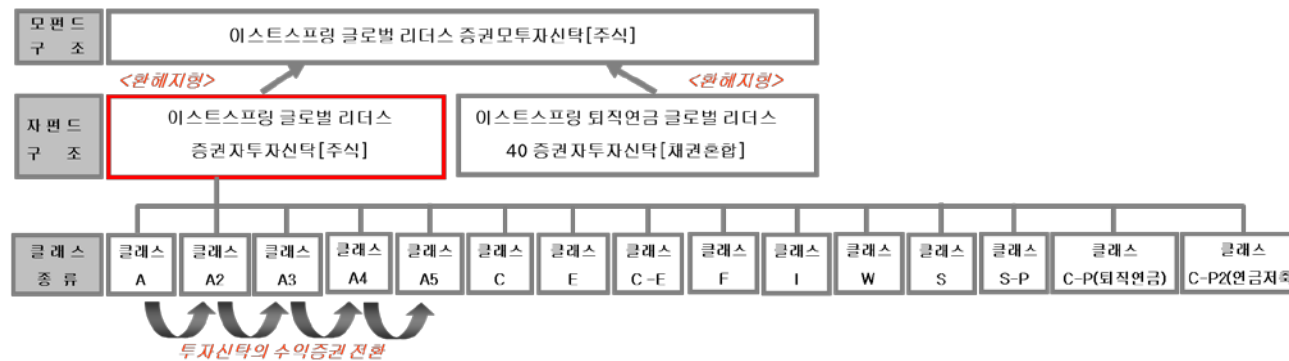 모펀드
구 조
이스트스프링 글로벌 리더스 증권모투자신탁[주식]
<환헤지형>
<환헤지형>
자펀드
구 조
이스트스프링 글로벌 리더스
증권자투자신탁[주식]
이스트스프링 퇴직연금 글로벌 리더스
40 증권자투자신탁[채권혼합]
클래스
종 류
클래스
A
클래스
A2
클래스
A3
클래스
A4
클래스
A5
클래스
C
클래스
E
클래스
C-E
클래스
F
클래스
I
클래스
W
클래스
S
클래스
S-P
클래스
C-P(퇴직연금)
클래스
C-P2(연금저축
투자신탁의 수익증권 전환